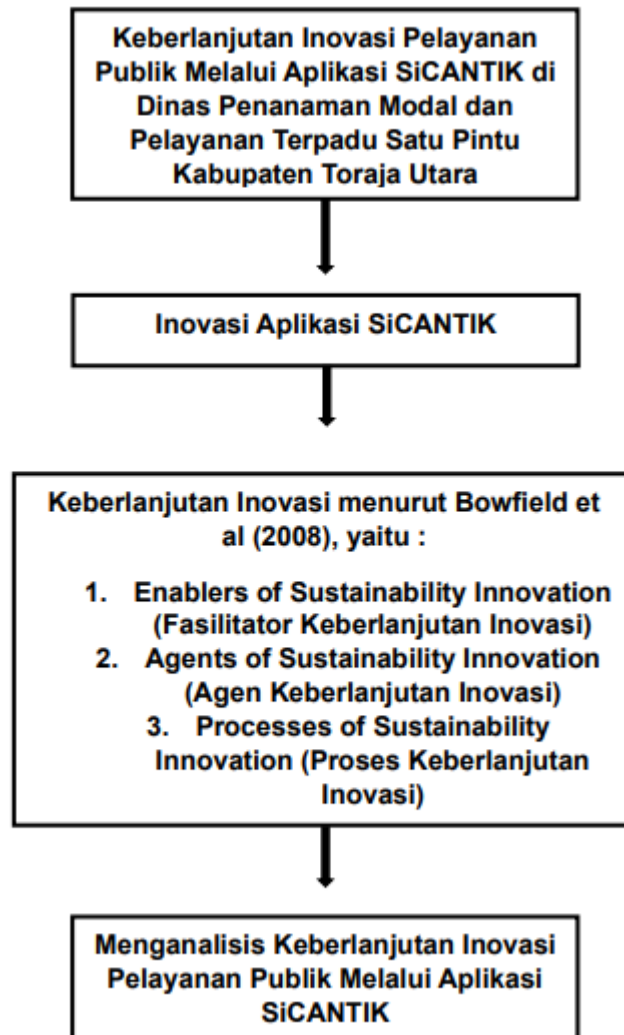 Keberlanjutan Inovasi Pelayanan
Publik Melalui Aplikasi SiCANTIK di
Dinas Penanaman Modal dan
Pelayanan Terpadu Satu Pintu
Kabupaten Toraja Utara
Inovasi Aplikasi SiCANTIK
Keberlanjutan Inovasi menurut Bowfield et
al (2008), yaitu :
1. Enablers of Sustainability Innovation
(Fasilitator Keberlanjutan Inovasi)
2. Agents of Sustainability Innovation
(Agen Keberlanjutan Inovasi)
3. Processes of Sustainability
Innovation (Proses Keberlanjutan
Inovasi)
Menganalisis Keberlanjutan Inovasi
Pelayanan Publik Melalui Aplikasi
SiCANTIK